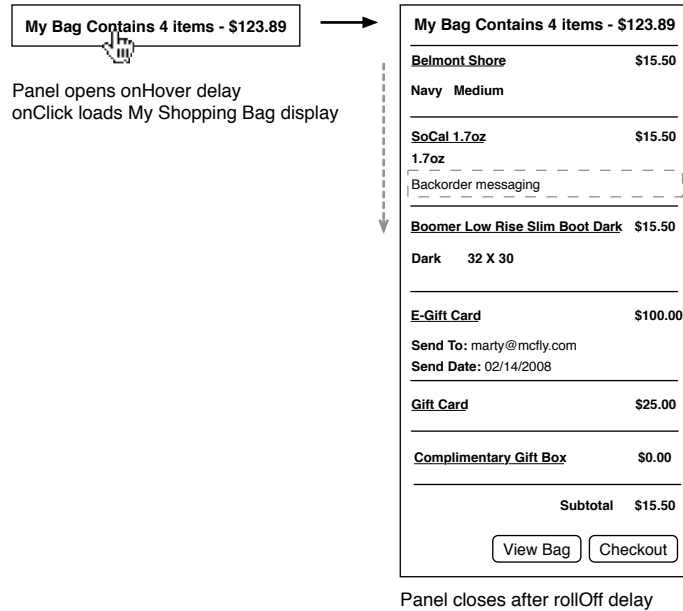 My Bag Contains 4 items - $123.89
Panel opens onHover delay
onClick loads My Shopping Bag display
My Bag Contains 4 items - $123.89
Belmont Shore $15.50
Navy Medium
SoCal 1.7oz $15.50
1.7oz
Backorder messaging
Boomer Low Rise Slim Boot Dark $15.50
Dark 32 X 30
E-Gift Card $100.00
Send To: marty@mcfly.com
Send Date: 02/14/2008
Gift Card $25.00
Complimentary Gift Box $0.00
Subtotal $15.50
View Bag Checkout
Panel closes after rollOff delay